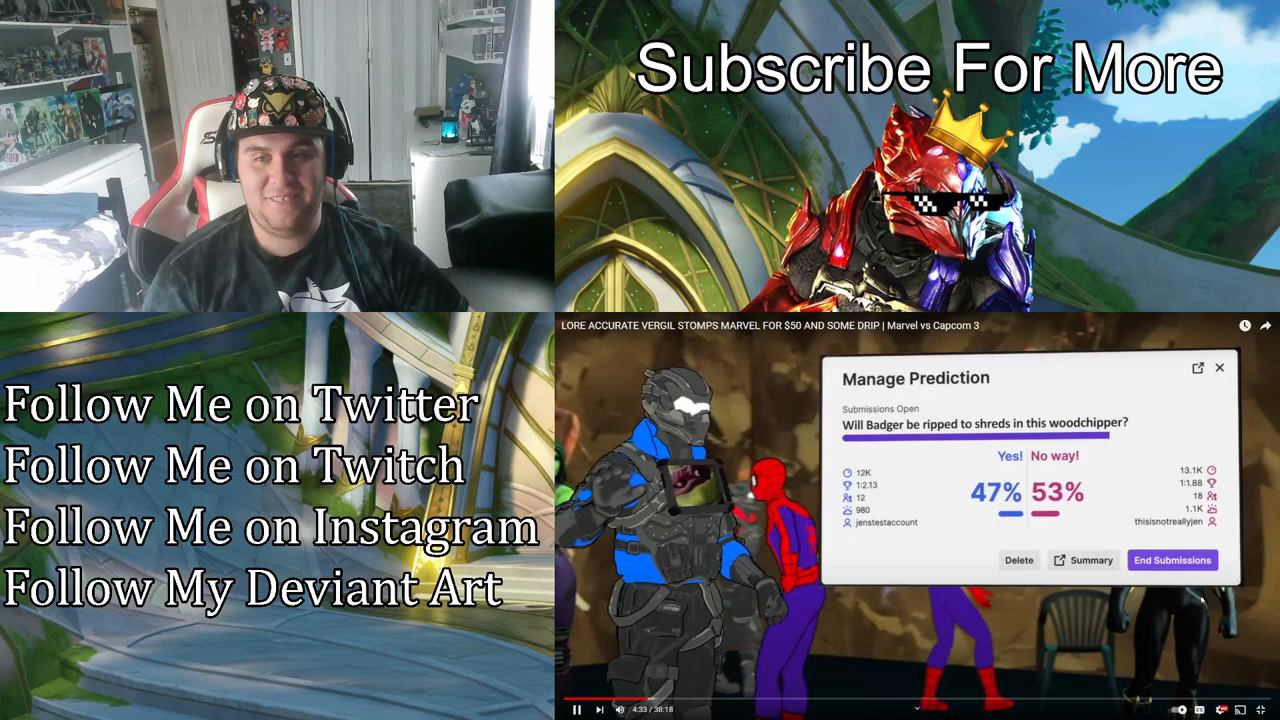 Subscribe For More
Follow Me on Twitter
Follow Me on Twitch
Follow Me on Instagram
Follow My Deviant Art
LORE ACCURATE VERGIL STOMPS MARVEL FOR $50 AND SOME DRIP | Marvel vs Capcom 3
Manage Prediction
Submissions Open
Will Badger be ripped to shreds in this woodchipper?
Yes! No way!
47% 53%
12K
1:2.13
12
980
jenstestaccount
13.1K
1:1.88
18
1.1K
thisisnotreallyjen
Delete Summary End Submissions
4:33 / 38:18